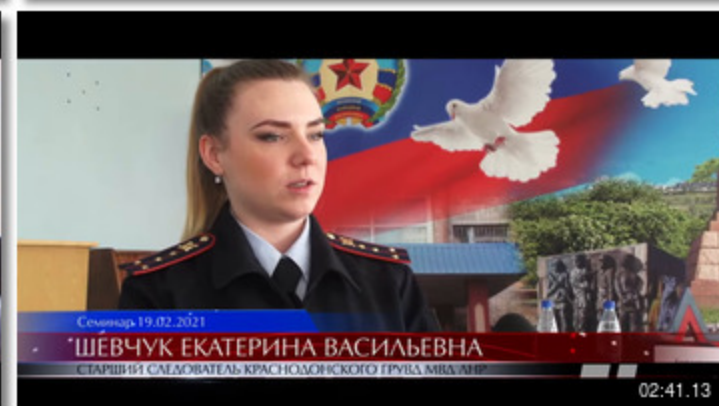 Семинар 19.02.2021
ШЕВЧУК ЕКАТЕРИНА ВАСИЛЬЕВНА
СТАРШИЙ СЛЕДОВАТЕЛЬ КРАСНОДОНСКОГО ГРУВД МВД ЛНР
02:41.13